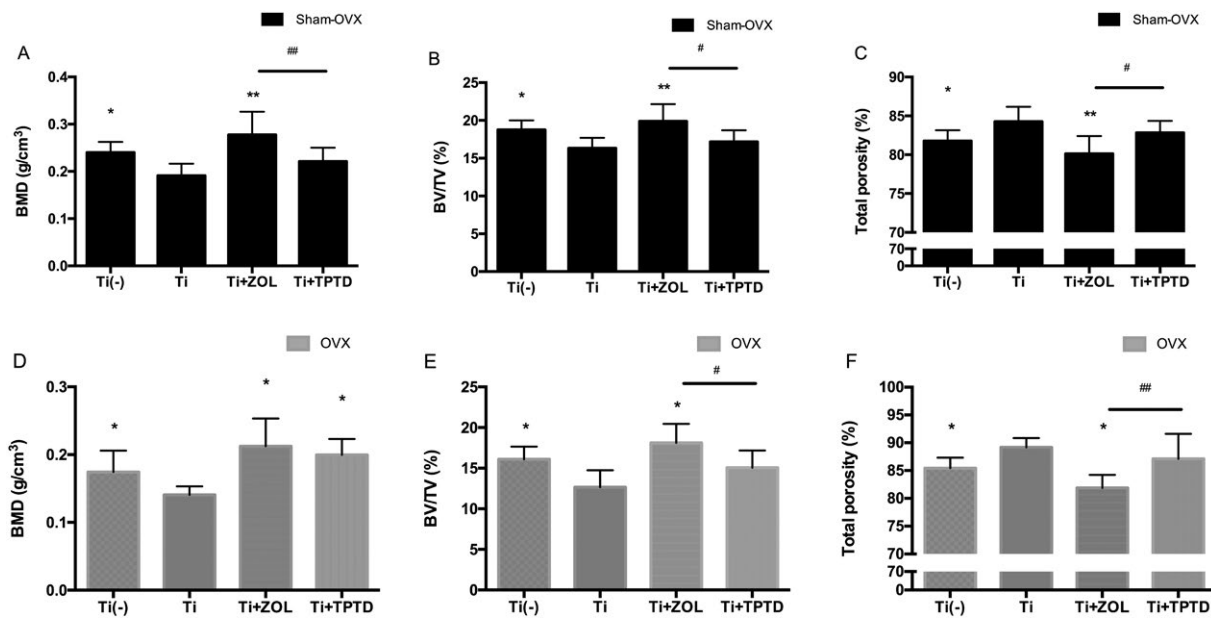 Sham-OVX
A
##
BMD (g/cm³)
0.4
0.3
0.2
0.1
0.0
*
**
Ti(-) Ti Ti+ZOL Ti+TPTD
Sham-OVX
B
#
BV/TV (%)
25
20
15
10
5
0
*
**
Ti(-) Ti Ti+ZOL Ti+TPTD
Sham-OVX
C
#
Total porosity (%)
90
85
80
75
70
70
0
*
**
Ti(-) Ti Ti+ZOL Ti+TPTD
OVX
D
BMD (g/cm³)
0.3
0.2
0.1
0.0
*
*
*
Ti(-) Ti Ti+ZOL Ti+TPTD
OVX
E
#
BV/TV (%)
25
20
15
10
5
0
*
*
Ti(-) Ti Ti+ZOL Ti+TPTD
OVX
F
##
Total porosity (%)
100
95
90
85
80
75
70
70
0
*
*
Ti(-) Ti Ti+ZOL Ti+TPTD